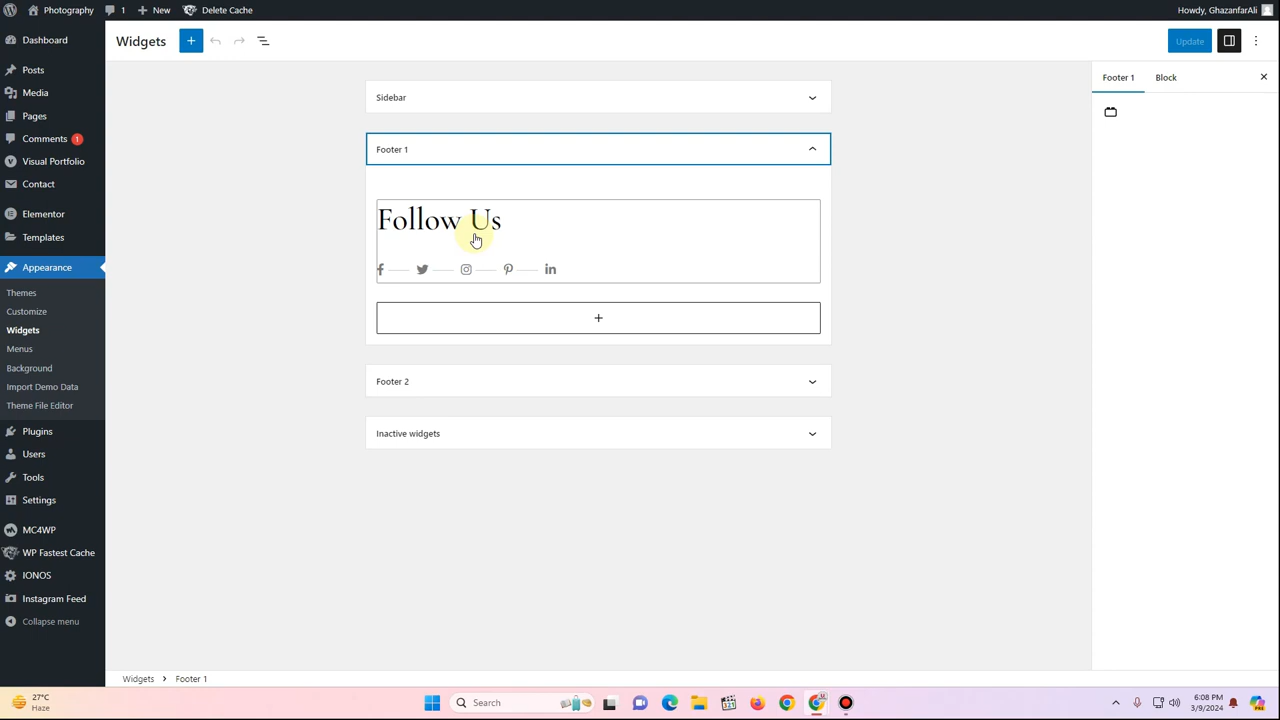 Photography
1
New
Delete Cache
Howdy, GhazanfarAli
Dashboard
Posts
Media
Pages
Comments 1
Visual Portfolio
Contact
Elementor
Templates
Appearance
Themes
Customize
Widgets
Menus
Background
Import Demo Data
Theme File Editor
Plugins
Users
Tools
Settings
MC4WP
WP Fastest Cache
IONOS
Instagram Feed
Collapse menu
Widgets
Update
Sidebar
Footer 1
Follow Us
Footer 2
Inactive widgets
Footer 1
Block
Widgets
Footer 1
27°C
Haze
Search
6:08 PM
3/9/2024